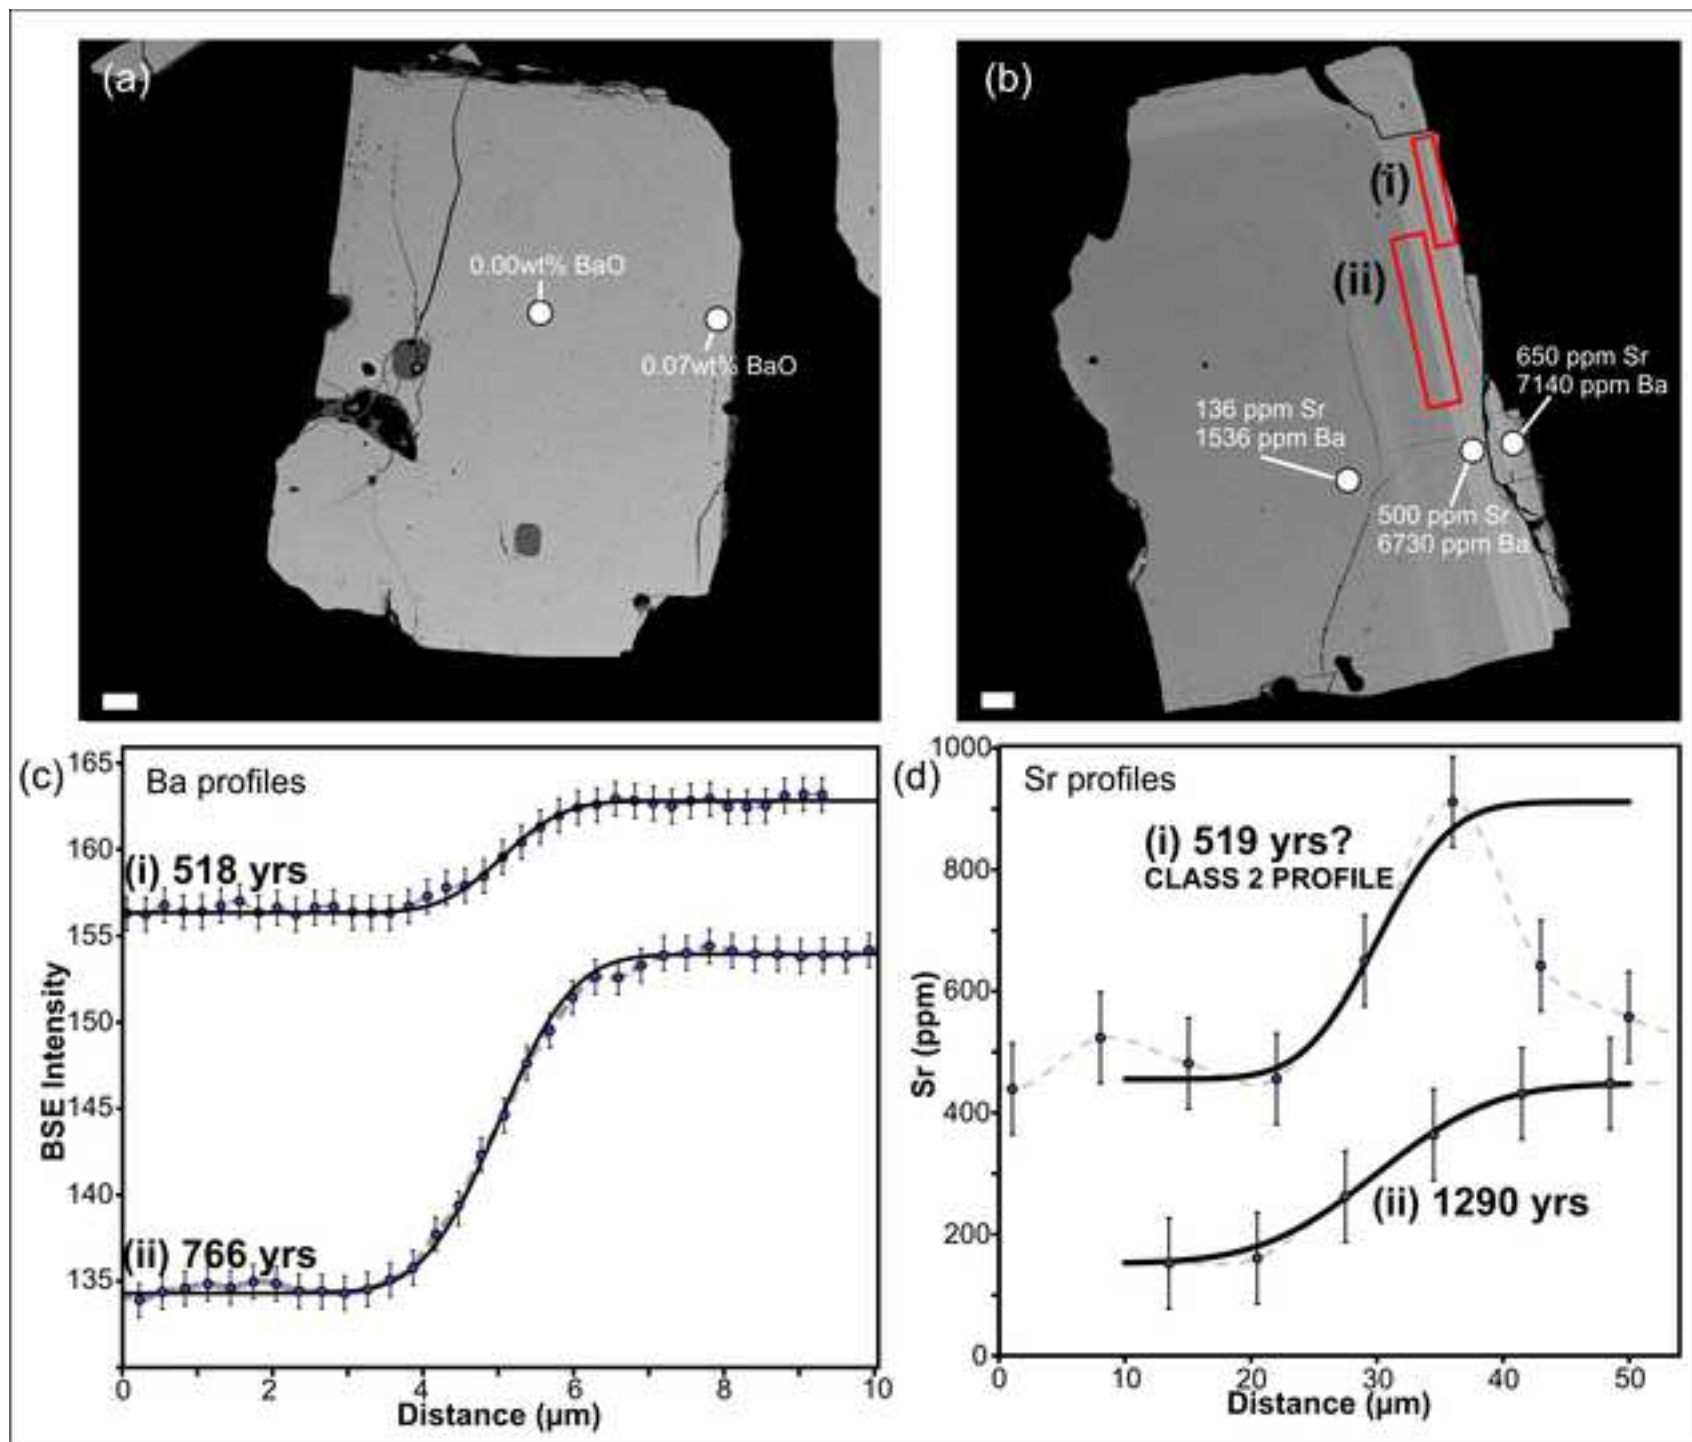 (a)
0.00wt% BaO
0.07wt% BaO
(b)
(i)
(ii)
650 ppm Sr
7140 ppm Ba
136 ppm Sr
1536 ppm Ba
500 ppm Sr
6730 ppm Ba
(c)
Ba profiles
165
160
155
150
145
140
135
BSE Intensity
(i) 518 yrs
(ii) 766 yrs
0
2
4
6
8
10
Distance (µm)
(d)
Sr profiles
1000
800
600
400
200
0
Sr (ppm)
(i) 519 yrs?
CLASS 2 PROFILE
(ii) 1290 yrs
0
10
20
30
40
50
Distance (µm)